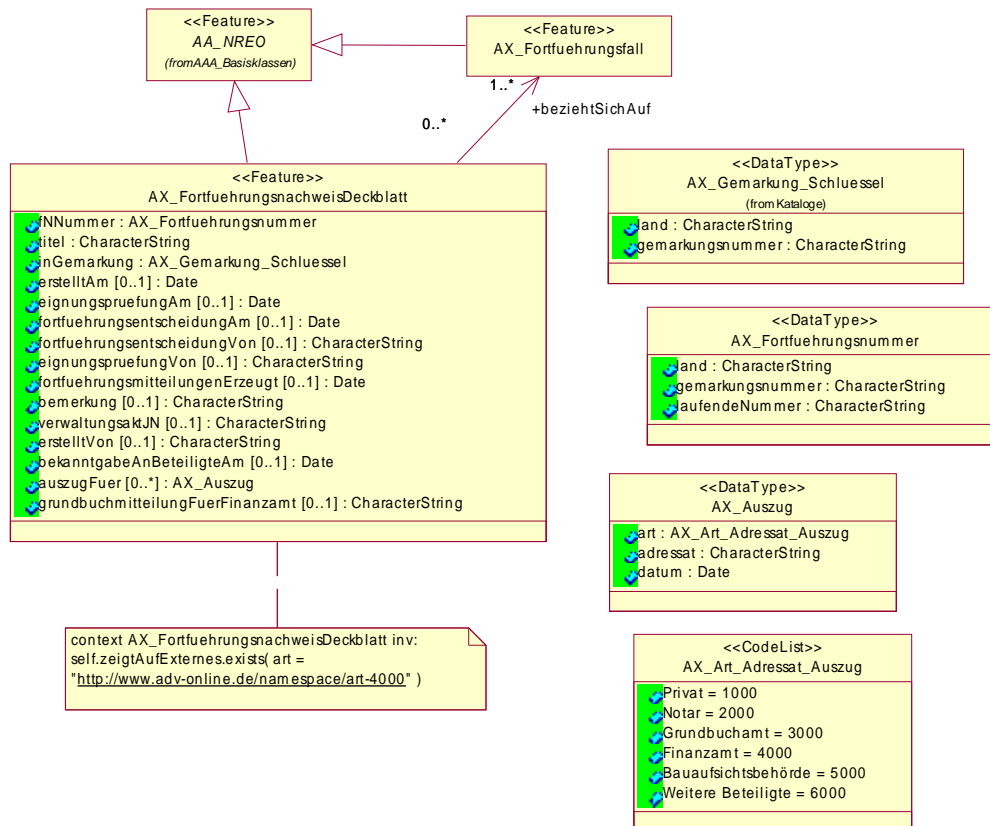 <<Feature>>
AA_NREO
(fromAAA_Basisklassen)
<<Feature>>
AX_Fortfuehrungsfall
1..*
+beziehtSichAuf
0..*
<<Feature>>
AX_FortfuehrungsnachweisDeckblatt
fNNummer : AX_Fortfuehrungsnummer
titel : CharacterString
inGemarkung : AX_Gemarkung_Schluessel
erstelltAm [0..1] : Date
eignungspruefungAm [0..1] : Date
fortfuehrungsentscheidungAm [0..1] : Date
fortfuehrungsentscheidungVon [0..1] : CharacterString
eignungspruefungVon [0..1] : CharacterString
fortfuehrungsmitteilungenErzeugt [0..1] : Date
bemerkung [0..1] : CharacterString
verwaltungsaktJN [0..1] : CharacterString
erstelltVon [0..1] : CharacterString
bekanntgabeAnBeteiligteAm [0..1] : Date
auszugFuer [0..*] : AX_Auszug
grundbuchmitteilungFuerFinanzamt [0..1] : CharacterString
context AX_FortfuehrungsnachweisDeckblatt inv:
self.zeigtAufExternes.exists( art =
"http://www.adv-online.de/namespace/art-4000" )
<<DataType>>
AX_Gemarkung_Schluessel
(from Kataloge)
land : CharacterString
gemarkungsnummer : CharacterString
<<DataType>>
AX_Fortfuehrungsnummer
land : CharacterString
gemarkungsnummer : CharacterString
laufendeNummer : CharacterString
<<DataType>>
AX_Auszug
art : AX_Art_Adressat_Auszug
adressat : CharacterString
datum : Date
<<CodeList>>
AX_Art_Adressat_Auszug
Privat = 1000
Notar = 2000
Grundbuchamt = 3000
Finanzamt = 4000
Bauaufsichtsbehörde = 5000
Weitere Beteiligte = 6000